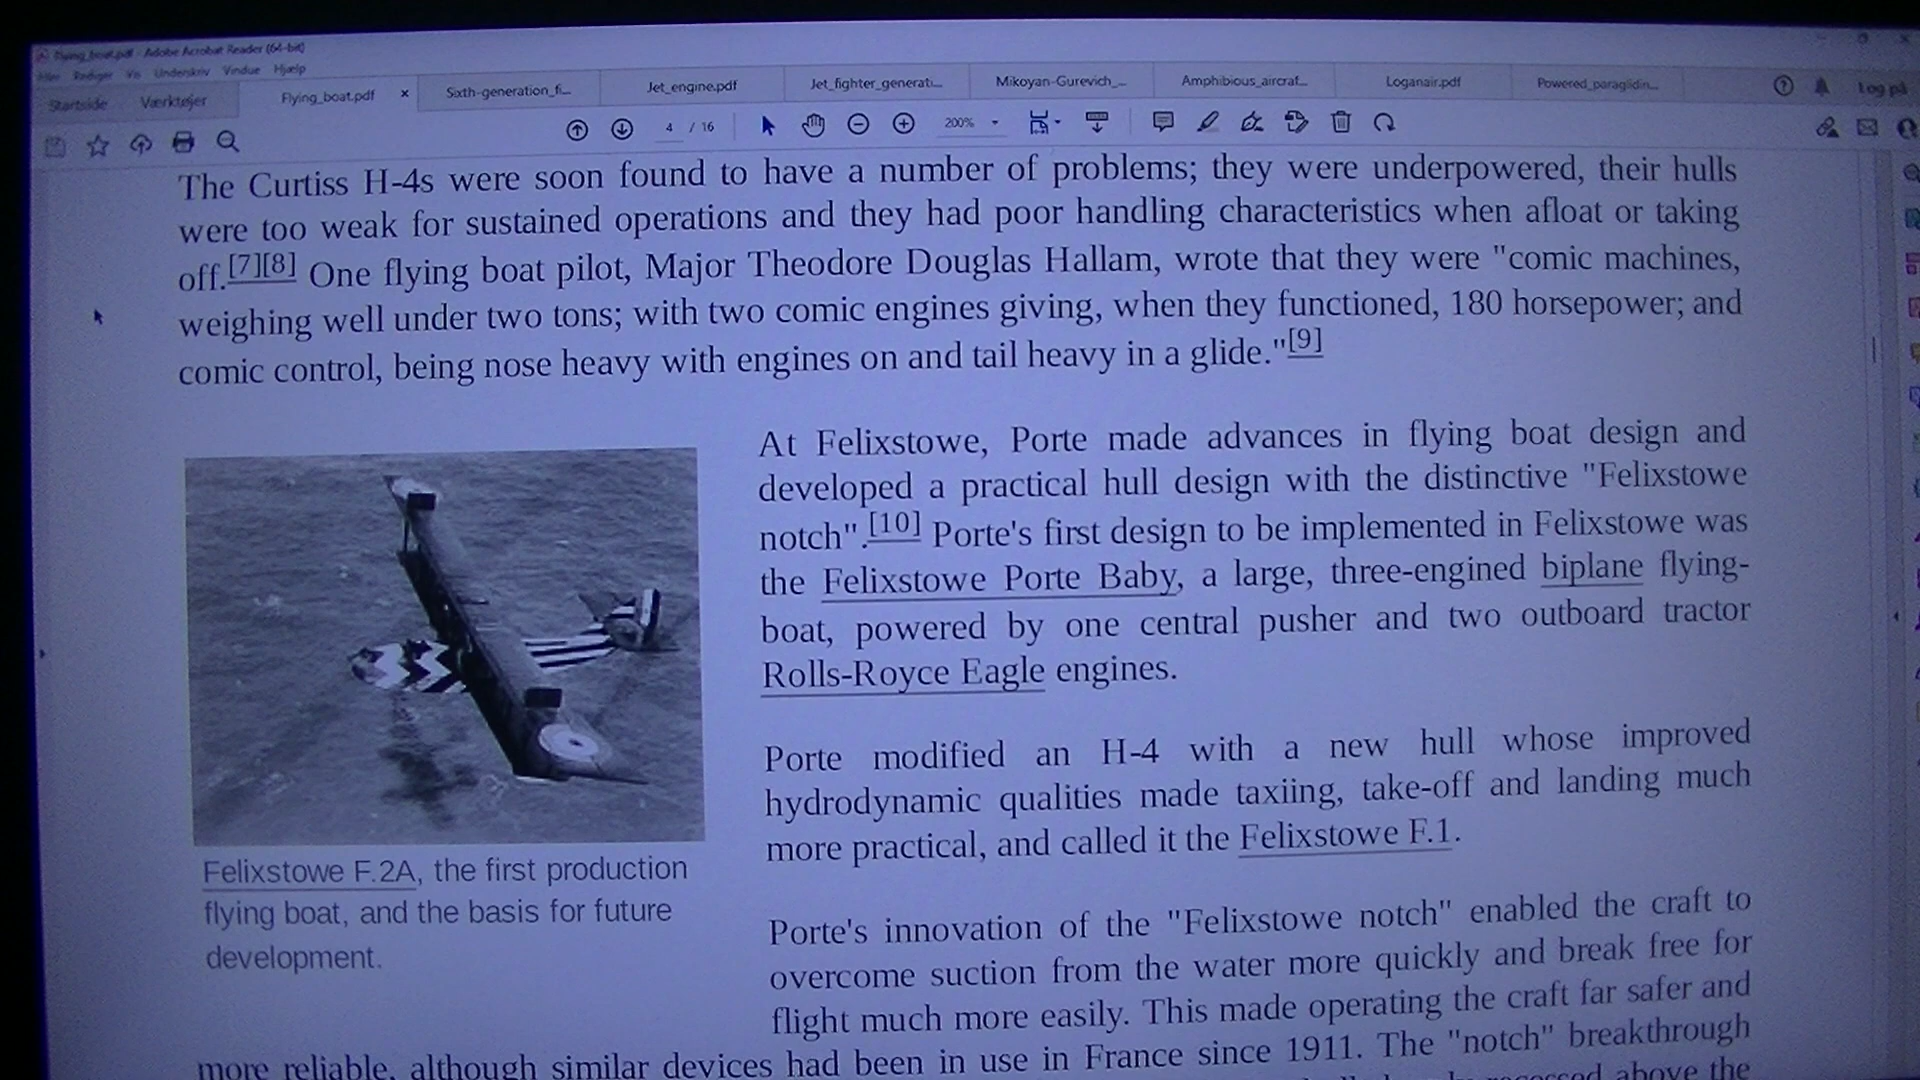 Flying_boat.pdf - Adobe Acrobat Reader (64-bit)
Filer Rediger Vis Underskriv Vindue Hjælp
Startside Værktøjer Flying_boat.pdf × Sixth-generation_fi... Jet_engine.pdf Jet_fighter_generati... Mikoyan-Gurevich_... Amphibious_aircraf... Loganair.pdf Powered_paraglidin... Log på
4 / 16 200%
The Curtiss H-4s were soon found to have a number of problems; they were underpowered, their hulls
were too weak for sustained operations and they had poor handling characteristics when afloat or taking
off.[7][8] One flying boat pilot, Major Theodore Douglas Hallam, wrote that they were "comic machines,
weighing well under two tons; with two comic engines giving, when they functioned, 180 horsepower; and
comic control, being nose heavy with engines on and tail heavy in a glide."[9]
At Felixstowe, Porte made advances in flying boat design and
developed a practical hull design with the distinctive "Felixstowe
notch".[10] Porte's first design to be implemented in Felixstowe was
the Felixstowe Porte Baby, a large, three-engined biplane flying-
boat, powered by one central pusher and two outboard tractor
Rolls-Royce Eagle engines.
Porte modified an H-4 with a new hull whose improved
hydrodynamic qualities made taxiing, take-off and landing much
more practical, and called it the Felixstowe F.1.
Felixstowe F.2A, the first production
flying boat, and the basis for future
development.
Porte's innovation of the "Felixstowe notch" enabled the craft to
overcome suction from the water more quickly and break free for
flight much more easily. This made operating the craft far safer and
more reliable, although similar devices had been in use in France since 1911. The "notch" breakthrough
above the